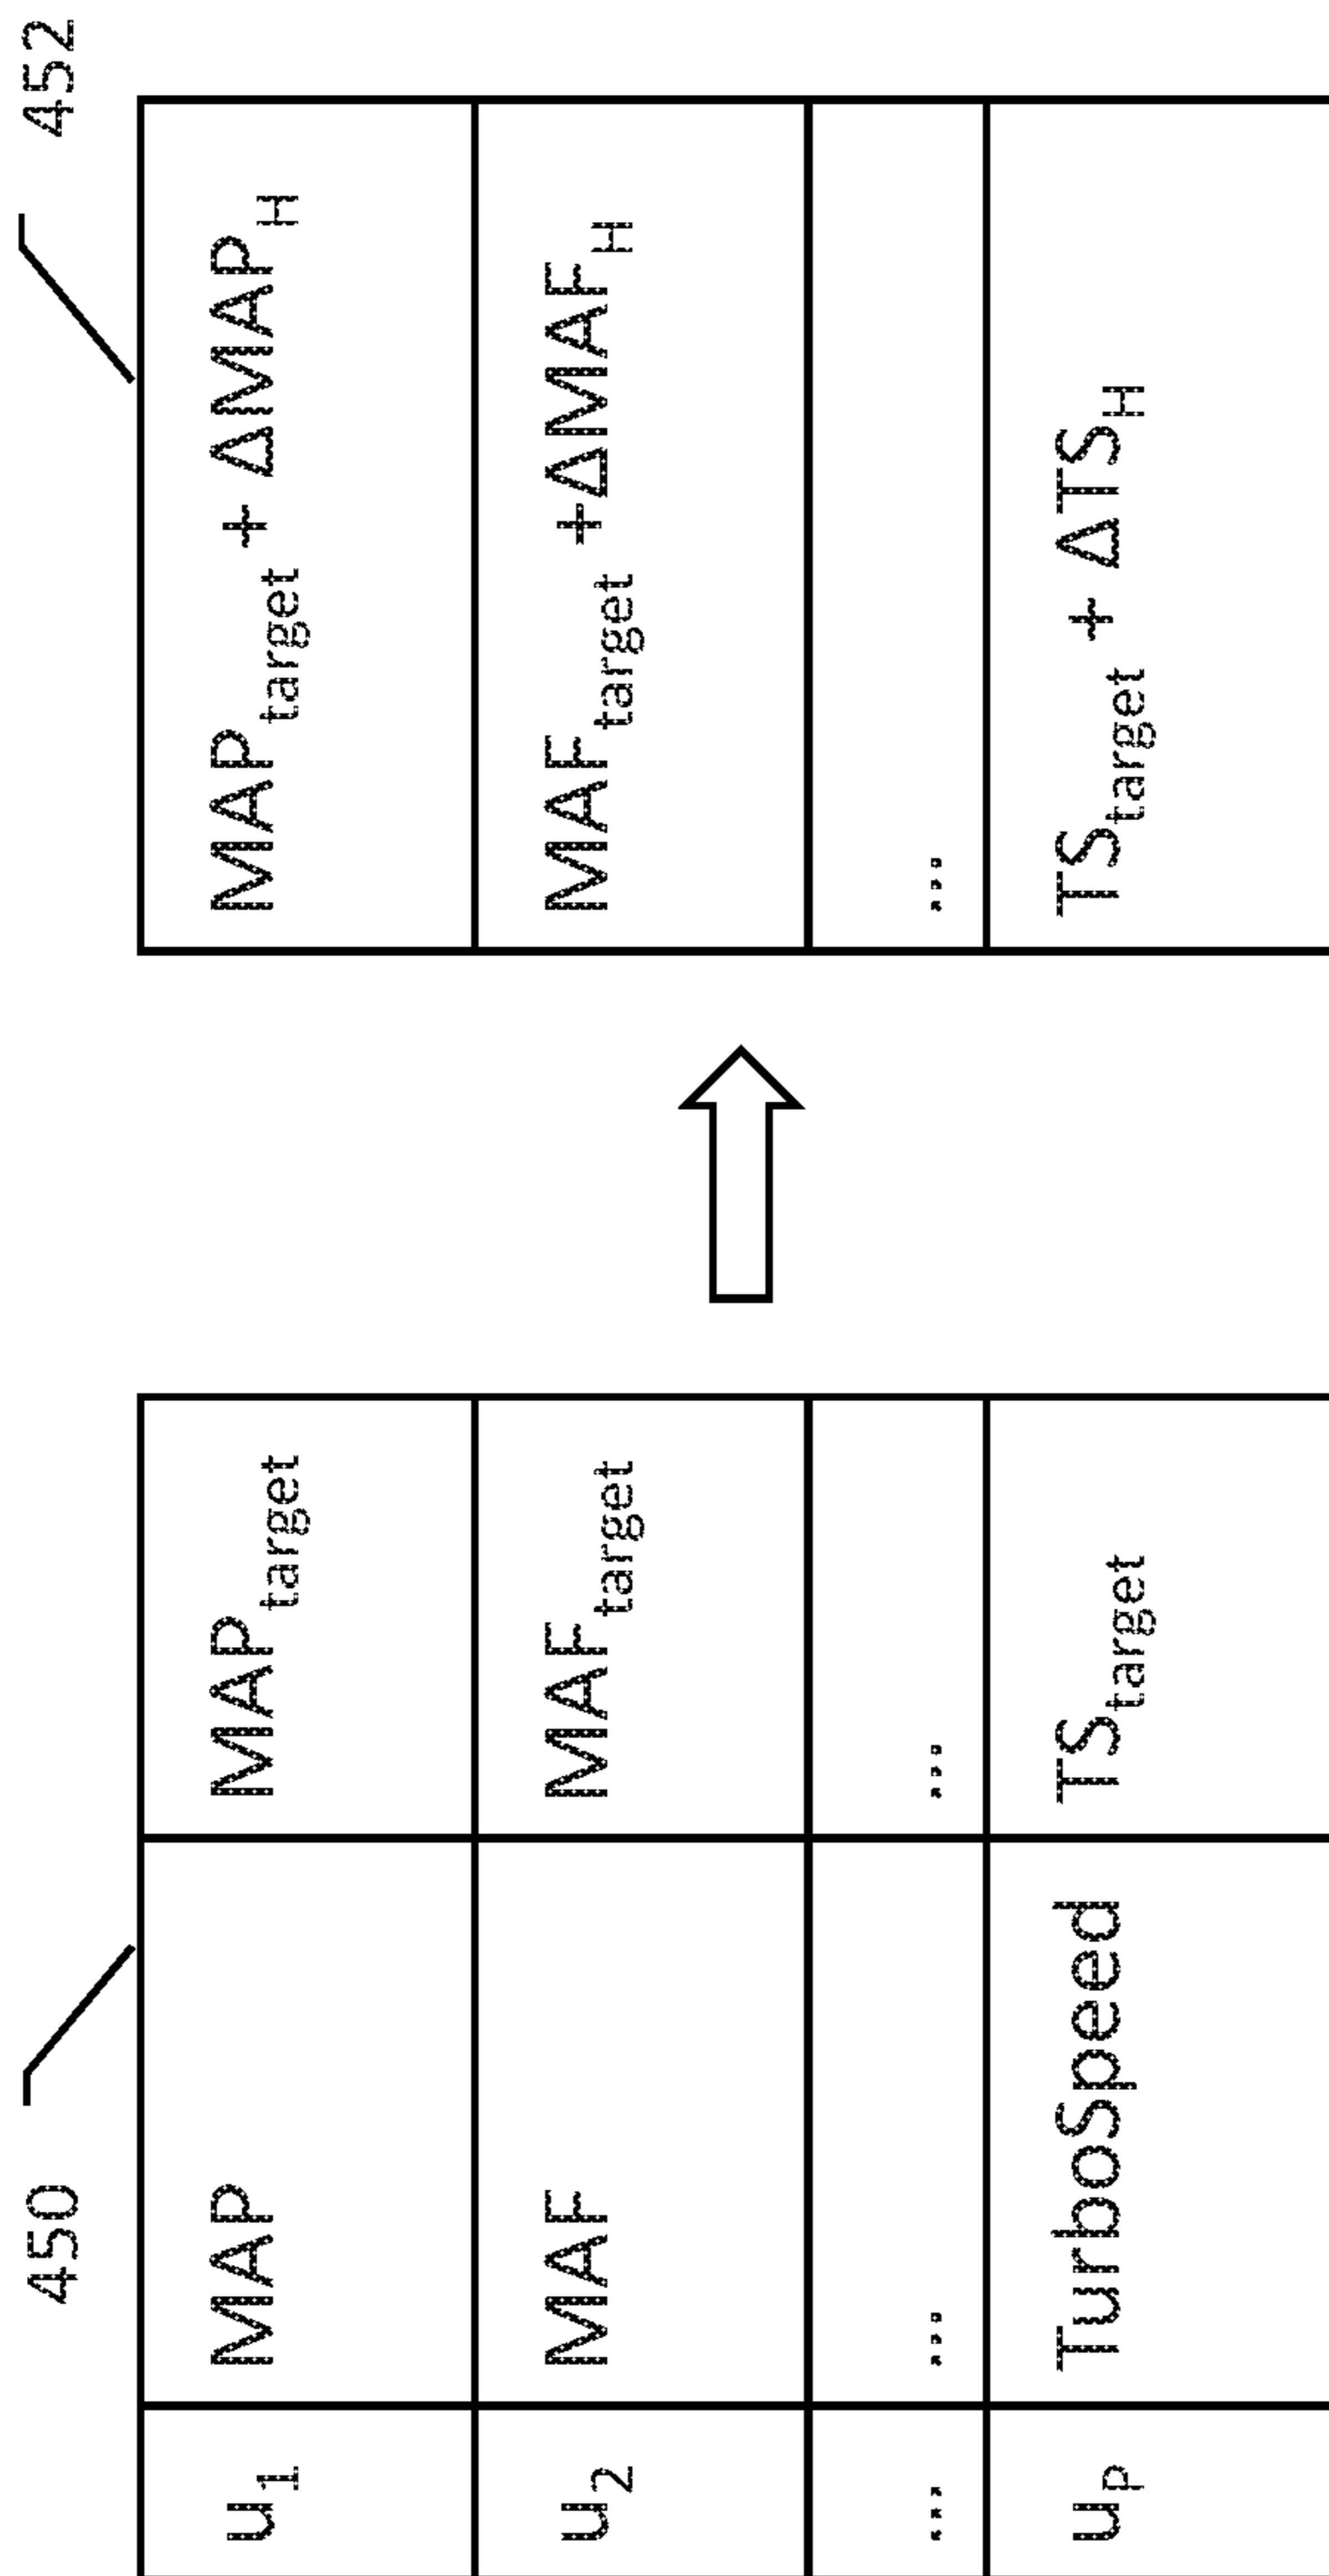 450
u1 MAP MAPtarget
u2 MAF MAFtarget
... ... ...
uP TurboSpeed TStarget
452
MAPtarget + ΔMAPH
MAFtarget +ΔMAFH
...
TStarget + ΔTSH